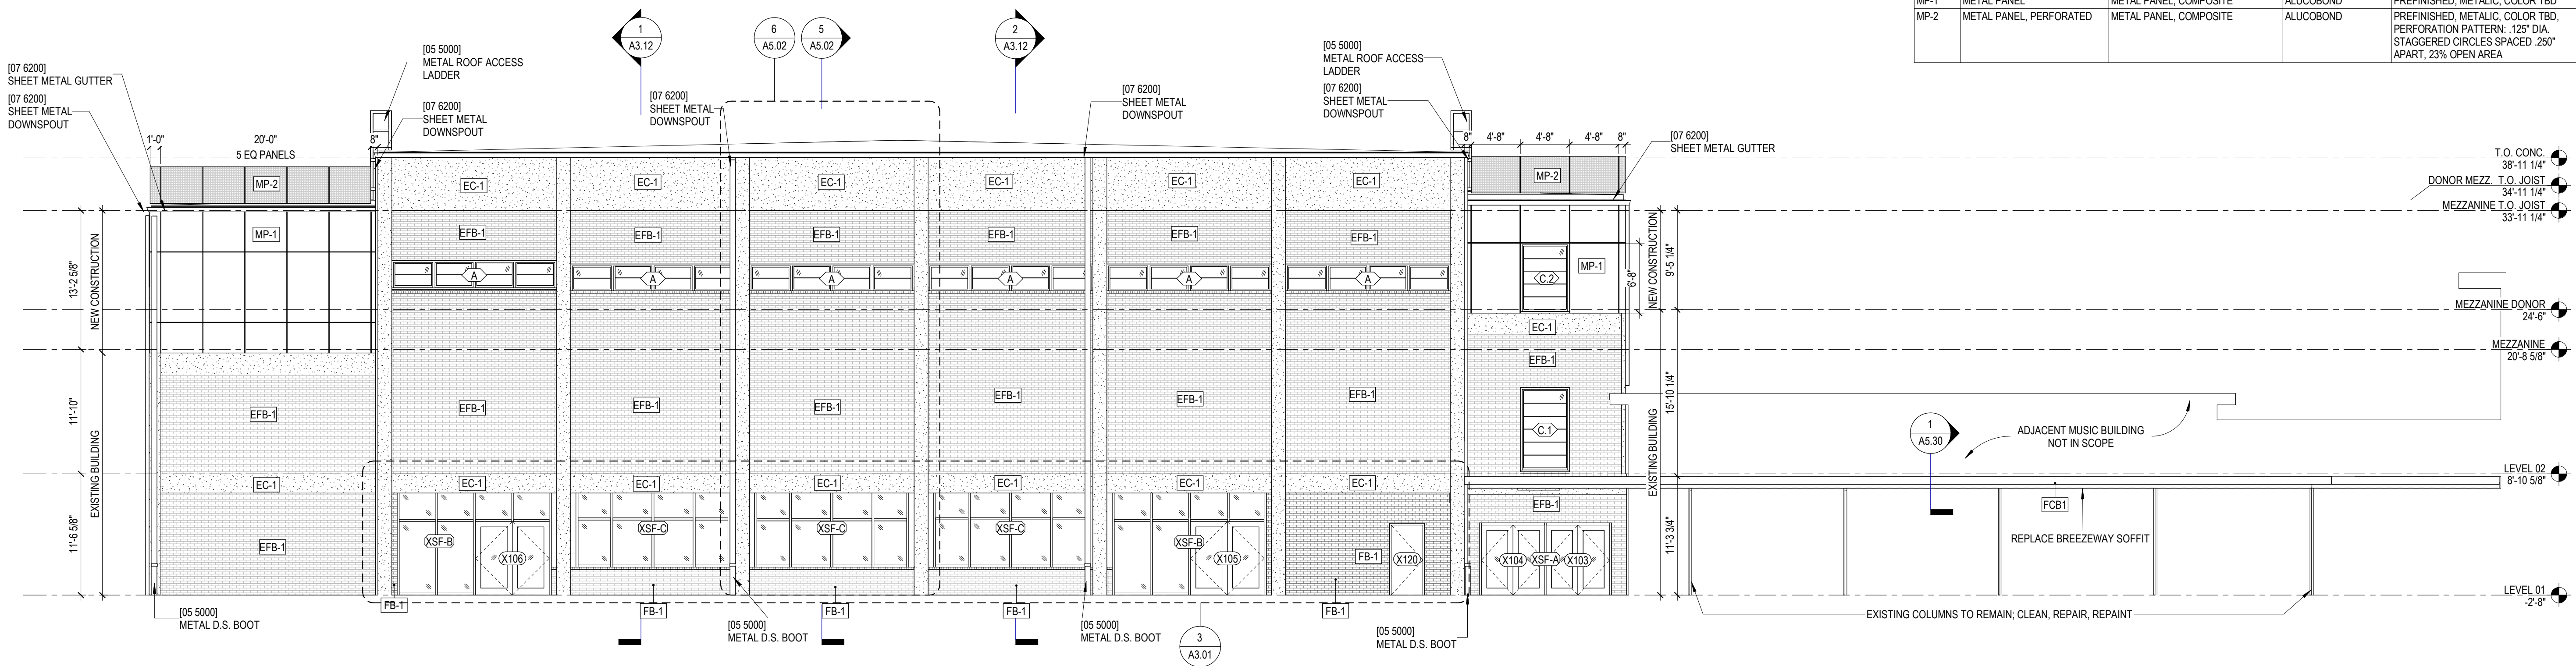 MP-1 METAL PANEL METAL PANEL, COMPOSITE ALUCOBOND PREFINISHED, METALIC, COLOR TBD
MP-2 METAL PANEL, PERFORATED METAL PANEL, COMPOSITE ALUCOBOND PREFINISHED, METALIC, COLOR TBD,
PERFORATION PATTERN: .125" DIA.
STAGGERED CIRCLES SPACED .250"
APART, 23% OPEN AREA
1
A3.12
6
A5.02
5
A5.02
2
A3.12
[05 5000]
METAL ROOF ACCESS
LADDER
[05 5000]
METAL ROOF ACCESS
LADDER
[07 6200]
SHEET METAL GUTTER
[07 6200]
SHEET METAL
DOWNSPOUT
[07 6200]
SHEET METAL
DOWNSPOUT
[07 6200]
SHEET METAL
DOWNSPOUT
[07 6200]
SHEET METAL
DOWNSPOUT
[07 6200]
SHEET METAL
DOWNSPOUT
[07 6200]
SHEET METAL GUTTER
1'-0" 20'-0" 8"
5 EQ PANELS
8" 4'-8" 4'-8" 4'-8" 8"
T.O. CONC.
38'-11 1/4"
DONOR MEZZ. T.O. JOIST
34'-11 1/4"
MEZZANINE T.O. JOIST
33'-11 1/4"
MEZZANINE DONOR
24'-6"
MEZZANINE
20'-8 5/8"
LEVEL 02
8'-10 5/8"
LEVEL 01
-2'-8"
MP-2
EC-1 EC-1 EC-1 EC-1 EC-1 EC-1
MP-2
MP-1
EFB-1 EFB-1 EFB-1 EFB-1 EFB-1 EFB-1
MP-1
A A A A A A
C.2
6'-8"
13'-2 5/8"
NEW CONSTRUCTION
NEW CONSTRUCTION
9'-5 1/4"
EC-1
EFB-1
EFB-1 EFB-1 EFB-1 EFB-1 EFB-1 EFB-1 EFB-1
C.1
11'-10"
EXISTING BUILDING
EXISTING BUILDING
15'-10 1/4"
1
A5.30
ADJACENT MUSIC BUILDING
NOT IN SCOPE
EC-1 EC-1 EC-1 EC-1 EC-1 EC-1 EC-1
EFB-1
FCB1
REPLACE BREEZEWAY SOFFIT
11'-6 5/8"
11'-3 3/4"
EFB-1
XSF-B X106 XSF-C XSF-C XSF-C XSF-B X105 FB-1 X120 X104 XSF-A X103
FB-1 FB-1 FB-1 FB-1 FB-1
EXISTING COLUMNS TO REMAIN; CLEAN, REPAIR, REPAINT
[05 5000]
METAL D.S. BOOT
[05 5000]
METAL D.S. BOOT
[05 5000]
METAL D.S. BOOT
[05 5000]
METAL D.S. BOOT
3
A3.01